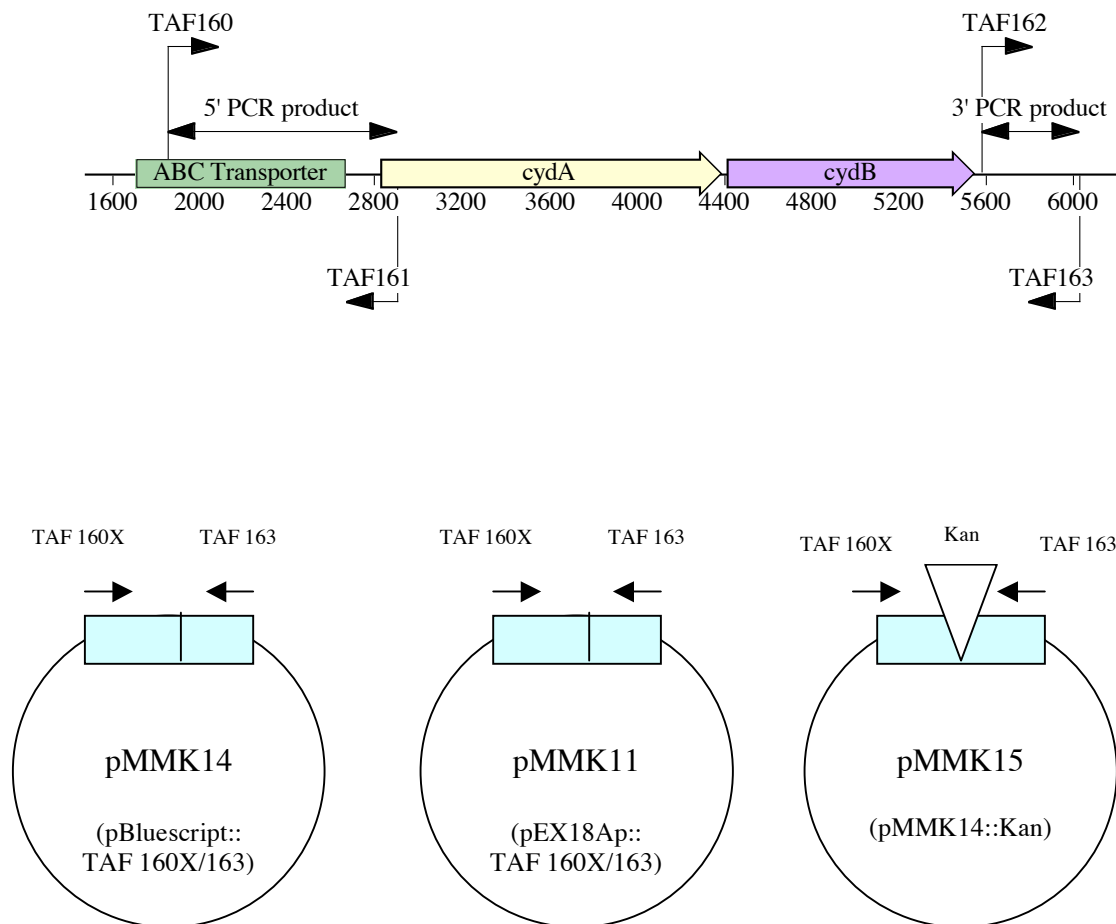 TAF160
TAF162
5' PCR product
3' PCR product
ABC Transporter
cydA
cydB
1600 2000 2400 2800 3200 3600 4000 4400 4800 5200 5600 6000
TAF161
TAF163
TAF 160X
TAF 163
TAF 160X
TAF 163
TAF 160X
Kan
TAF 163
pMMK14
(pBluescript::
TAF 160X/163)
pMMK11
(pEX18Ap::
TAF 160X/163)
pMMK15
(pMMK14::Kan)